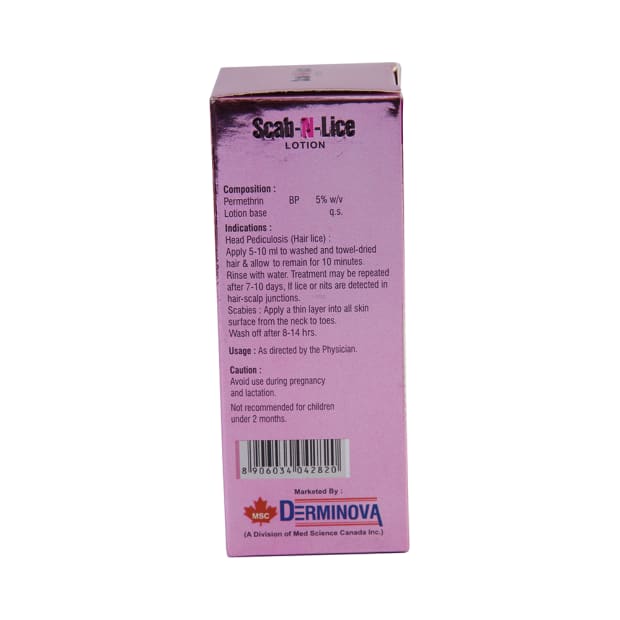 Scab-N-Lice
LOTION
Composition :
Permethrin BP 5% w/v
Lotion base q.s.
Indications :
Head Pediculosis (Hair lice) :
Apply 5-10 ml to washed and towel-dried
hair & allow to remain for 10 minutes.
Rinse with water. Treatment may be repeated
after 7-10 days, If lice or nits are detected in
hair-scalp junctions.
Scabies : Apply a thin layer into all skin
surface from the neck to toes.
Wash off after 8-14 hrs.
Usage : As directed by the Physician.
Caution :
Avoid use during pregnancy
and lactation.
Not recommended for children
under 2 months.
8 906034 042820
Marketed By :
MSC DERMINOVA
(A Division of Med Science Canada Inc.)